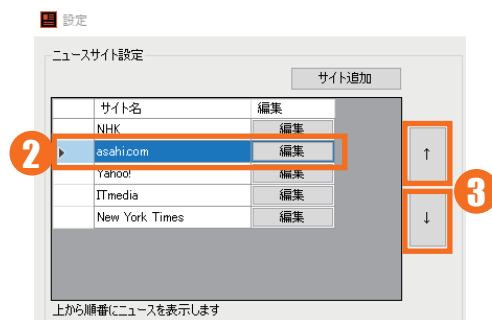 設定
ニュースサイト設定
サイト追加
サイト名 編集
NHK 編集
2 asahi.com 編集
Yahoo! 編集
ITmedia 編集
New York Times 編集
↑
3
↓
上から順番にニュースを表示します